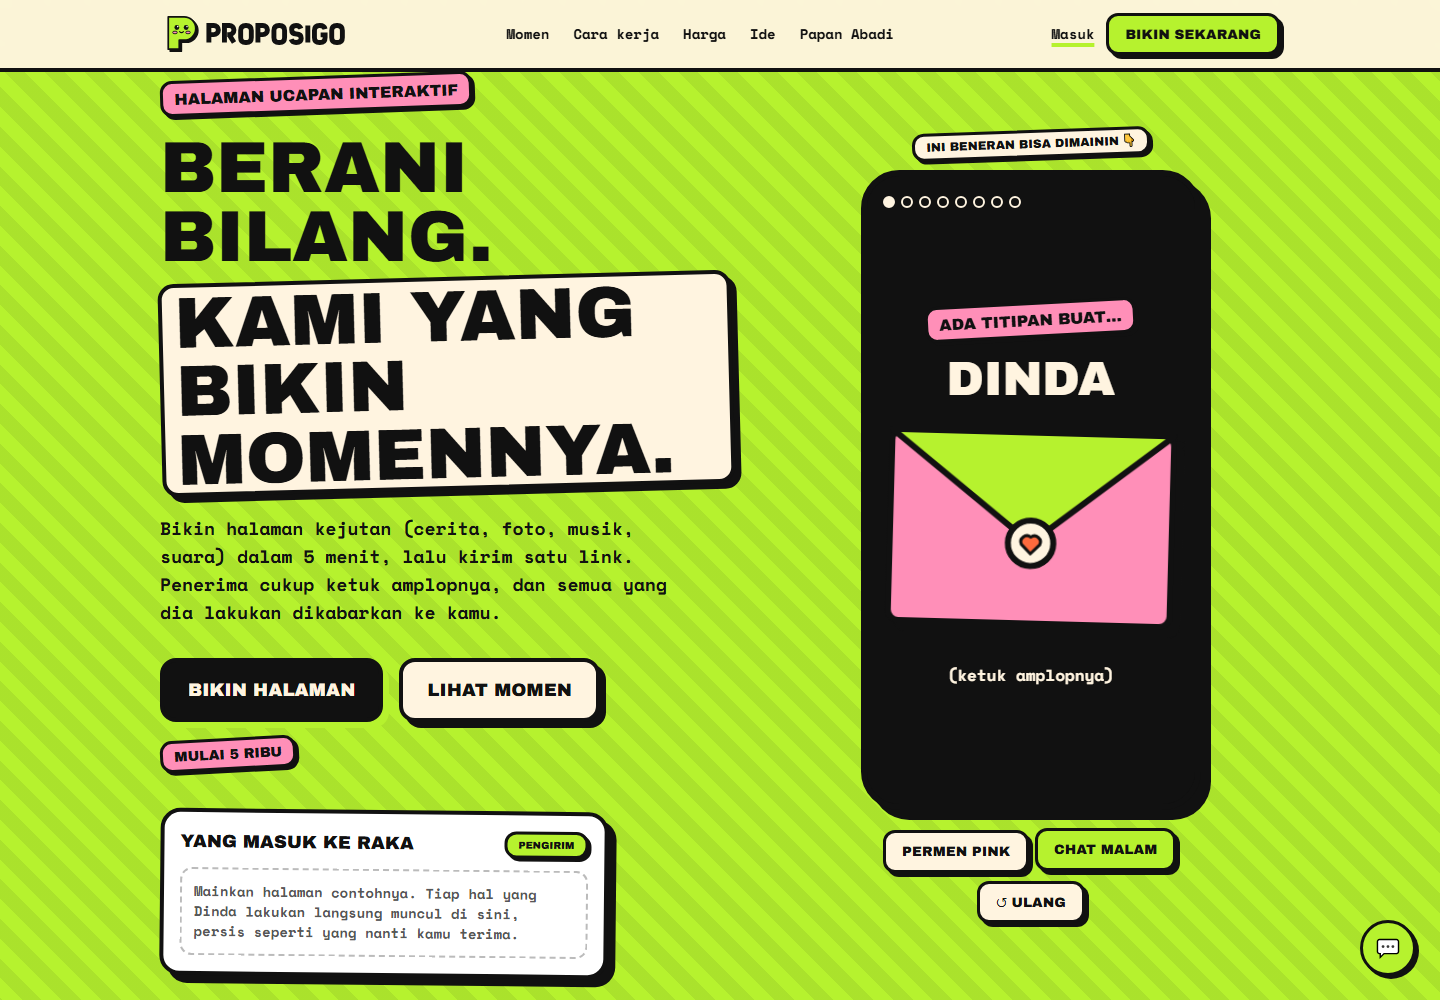 PROPOSIGO
Momen Cara kerja Harga Ide Papan Abadi
Masuk BIKIN SEKARANG
HALAMAN UCAPAN INTERAKTIF
BERANI
BILANG.
KAMI YANG
BIKIN
MOMENNYA.
Bikin halaman kejutan (cerita, foto, musik,
suara) dalam 5 menit, lalu kirim satu link.
Penerima cukup ketuk amplopnya, dan semua yang
dia lakukan dikabarkan ke kamu.
BIKIN HALAMAN LIHAT MOMEN
MULAI 5 RIBU
YANG MASUK KE RAKA PENGIRIM
Mainkan halaman contohnya. Tiap hal yang
Dinda lakukan langsung muncul di sini,
persis seperti yang nanti kamu terima.
INI BENERAN BISA DIMAININ 👇
ADA TITIPAN BUAT...
DINDA
(ketuk amplopnya)
PERMEN PINK CHAT MALAM
↺ ULANG